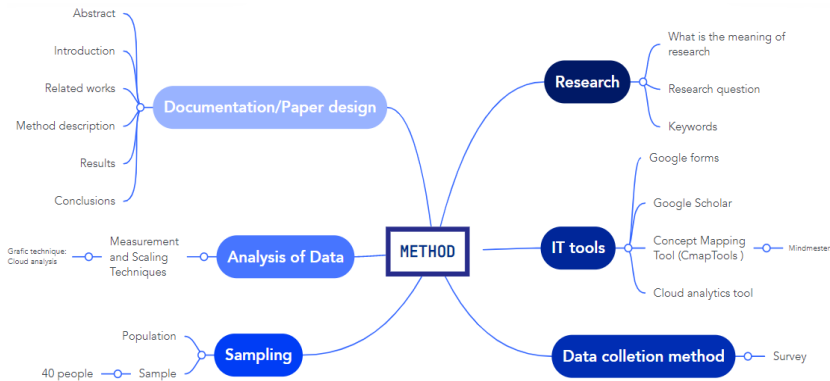 METHOD
Research
What is the meaning of
research
Research question
Keywords
IT tools
Google forms
Google Scholar
Concept Mapping
Tool (CmapTools )
Mindmester
Cloud analytics tool
Data colletion method
Survey
Documentation/Paper design
Abstract
Introduction
Related works
Method description
Results
Conclusions
Analysis of Data
Measurement
and Scaling
Techniques
Grafic technique:
Cloud analysis
Sampling
Population
Sample
40 people